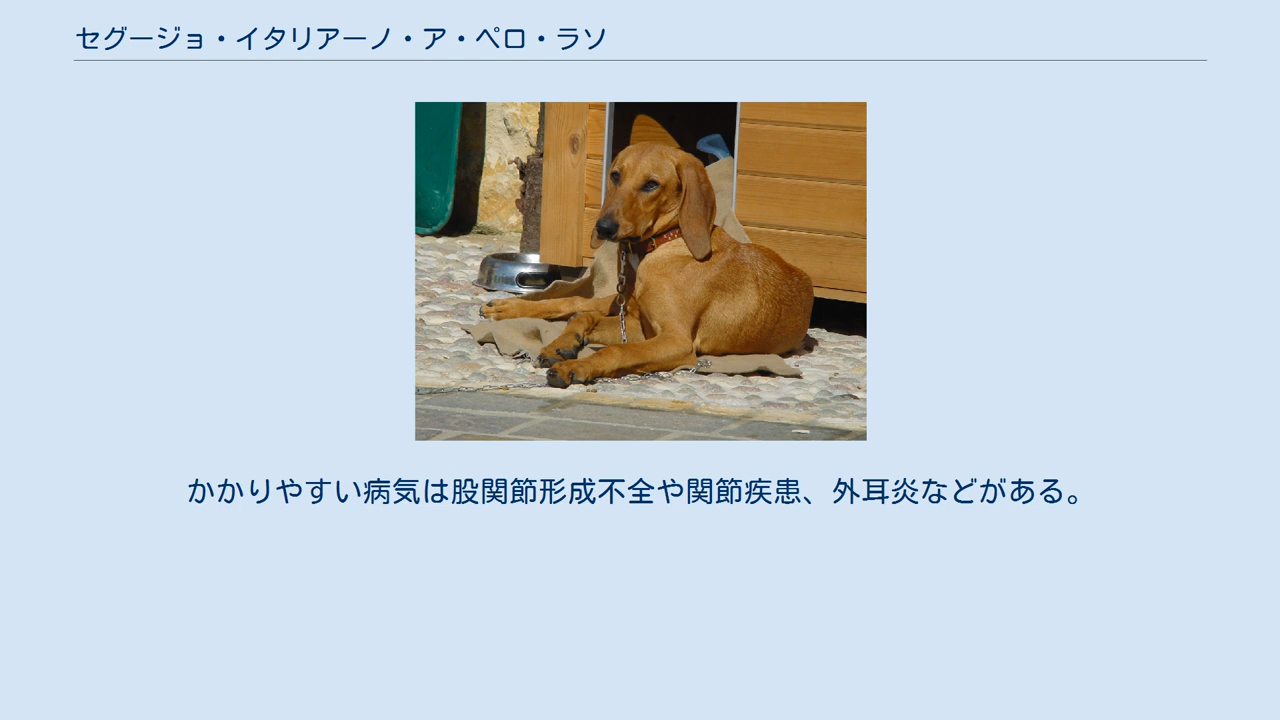 セグージョ・イタリアーノ・ア・ペロ・ラソ
かかりやすい病気は股関節形成不全や関節疾患、外耳炎などがある。